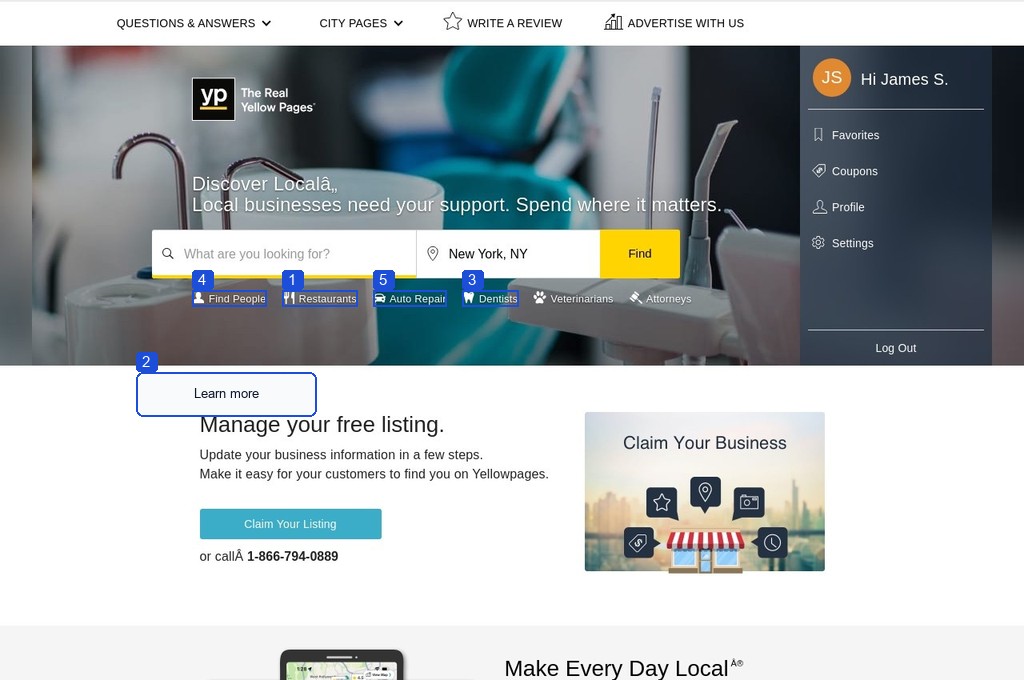 QUESTIONS & ANSWERS CITY PAGES WRITE A REVIEW ADVERTISE WITH US
JS Hi James S.
yp The Real
Yellow Pages
Favorites
Coupons
Profile
Settings
Log Out
Discover Localâ„
Local businesses need your support. Spend where it matters.
What are you looking for? New York, NY Find
4 1 5 3
Find People Restaurants Auto Repair Dentists Veterinarians Attorneys
2
Learn more
Manage your free listing.
Update your business information in a few steps.
Make it easy for your customers to find you on Yellowpages.
Claim Your Listing
or callÂ 1-866-794-0889
Claim Your Business
Make Every Day Local Â®